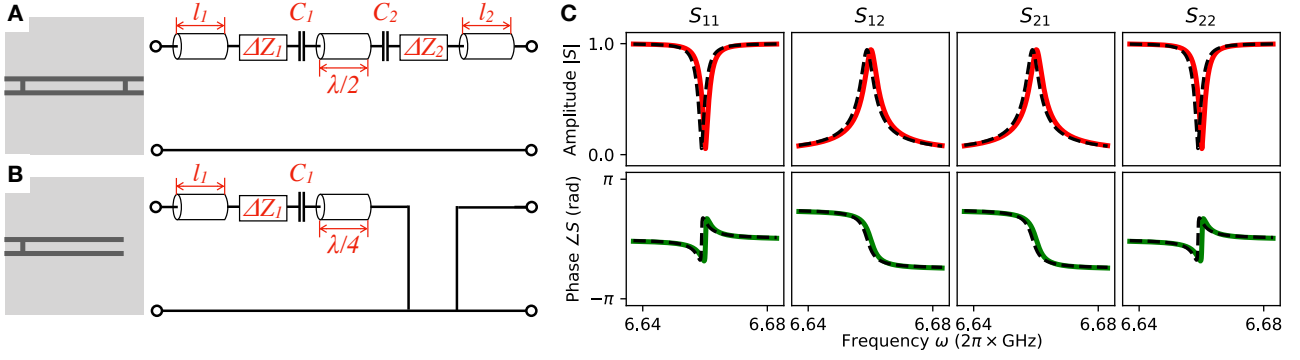 A
l₁
ΔZ₁
C₁
λ/2
C₂
ΔZ₂
l₂
B
l₁
ΔZ₁
C₁
λ/4
C
S₁₁
S₁₂
S₂₁
S₂₂
Amplitude |S|
1.0
0.0
Phase ∠S (rad)
π
−π
6.64
6.68
6.64
6.68
6.64
6.68
6.64
6.68
Frequency ω (2π × GHz)